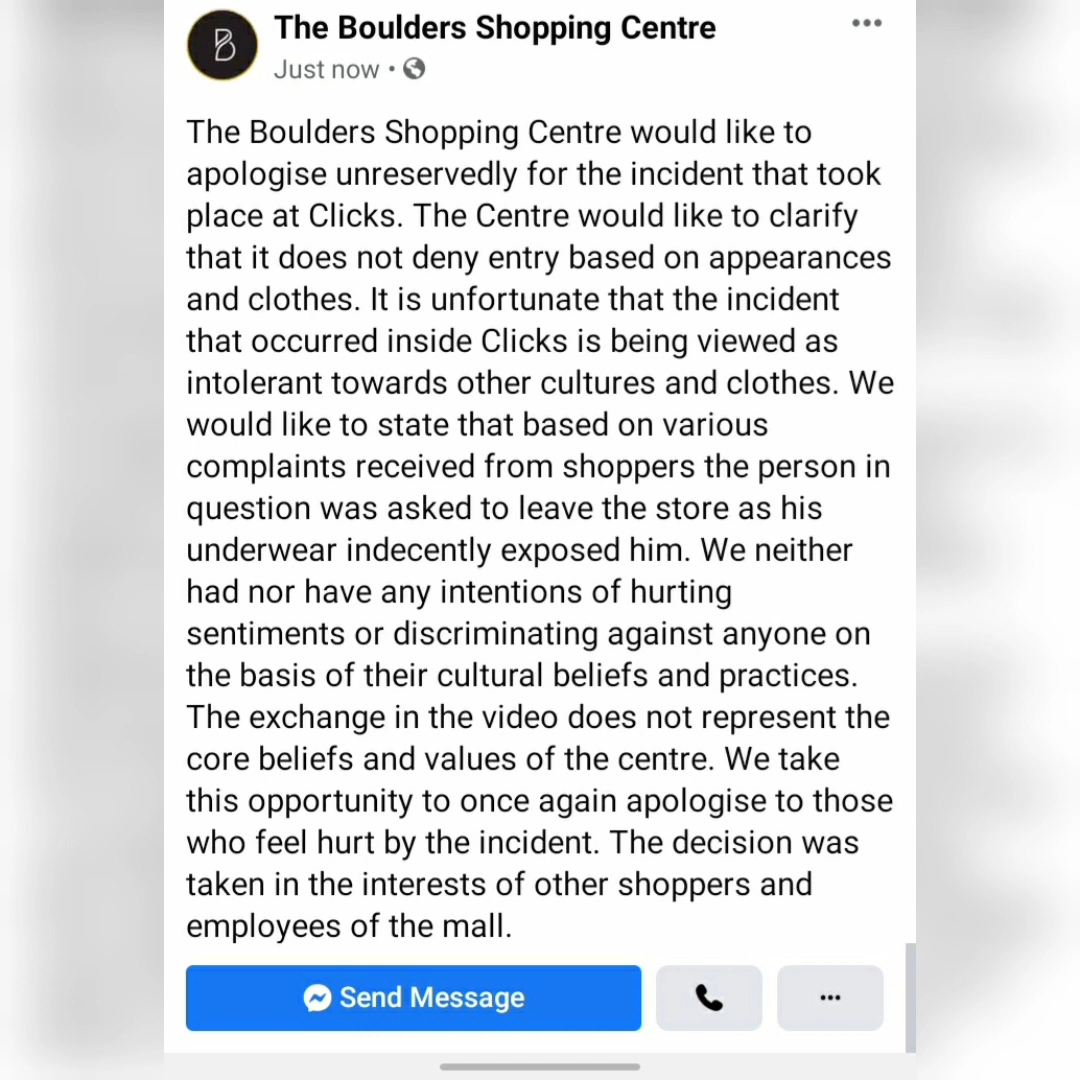 The Boulders Shopping Centre
Just now •
The Boulders Shopping Centre would like to
apologise unreservedly for the incident that took
place at Clicks. The Centre would like to clarify
that it does not deny entry based on appearances
and clothes. It is unfortunate that the incident
that occurred inside Clicks is being viewed as
intolerant towards other cultures and clothes. We
would like to state that based on various
complaints received from shoppers the person in
question was asked to leave the store as his
underwear indecently exposed him. We neither
had nor have any intentions of hurting
sentiments or discriminating against anyone on
the basis of their cultural beliefs and practices.
The exchange in the video does not represent the
core beliefs and values of the centre. We take
this opportunity to once again apologise to those
who feel hurt by the incident. The decision was
taken in the interests of other shoppers and
employees of the mall.
Send Message